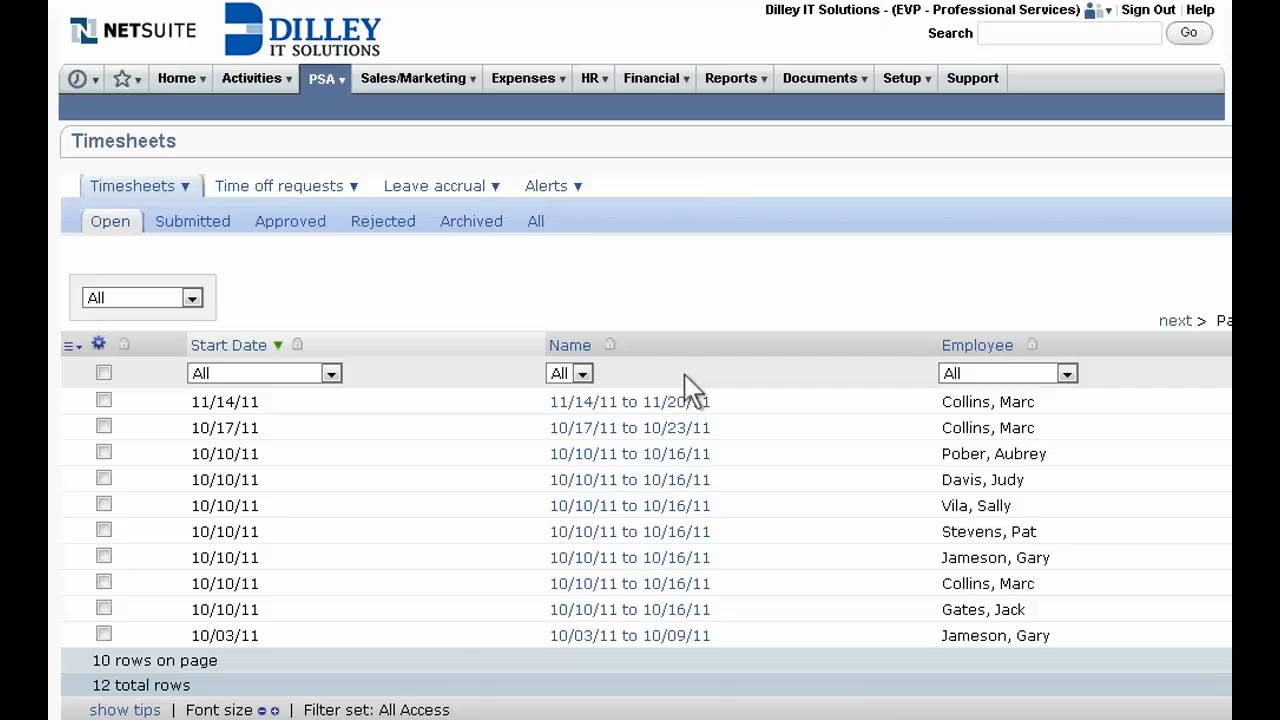 NETSUITE DILLEY IT SOLUTIONS
Dilley IT Solutions - (EVP - Professional Services) Sign Out Help
Search Go
Home Activities PSA Sales/Marketing Expenses HR Financial Reports Documents Setup Support
Timesheets
Timesheets Time off requests Leave accrual Alerts
Open Submitted Approved Rejected Archived All
All
next >
Start Date Name Employee
All All All
11/14/11 11/14/11 to 11/20/11 Collins, Marc
10/17/11 10/17/11 to 10/23/11 Collins, Marc
10/10/11 10/10/11 to 10/16/11 Pober, Aubrey
10/10/11 10/10/11 to 10/16/11 Davis, Judy
10/10/11 10/10/11 to 10/16/11 Vila, Sally
10/10/11 10/10/11 to 10/16/11 Stevens, Pat
10/10/11 10/10/11 to 10/16/11 Jameson, Gary
10/10/11 10/10/11 to 10/16/11 Collins, Marc
10/10/11 10/10/11 to 10/16/11 Gates, Jack
10/03/11 10/03/11 to 10/09/11 Jameson, Gary
10 rows on page
12 total rows
show tips | Font size | Filter set: All Access